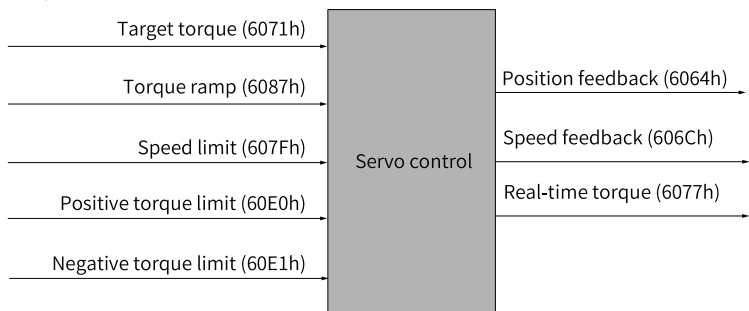 Target torque (6071h)
Torque ramp (6087h)
Speed limit (607Fh)
Positive torque limit (60E0h)
Negative torque limit (60E1h)
Servo control
Position feedback (6064h)
Speed feedback (606Ch)
Real-time torque (6077h)